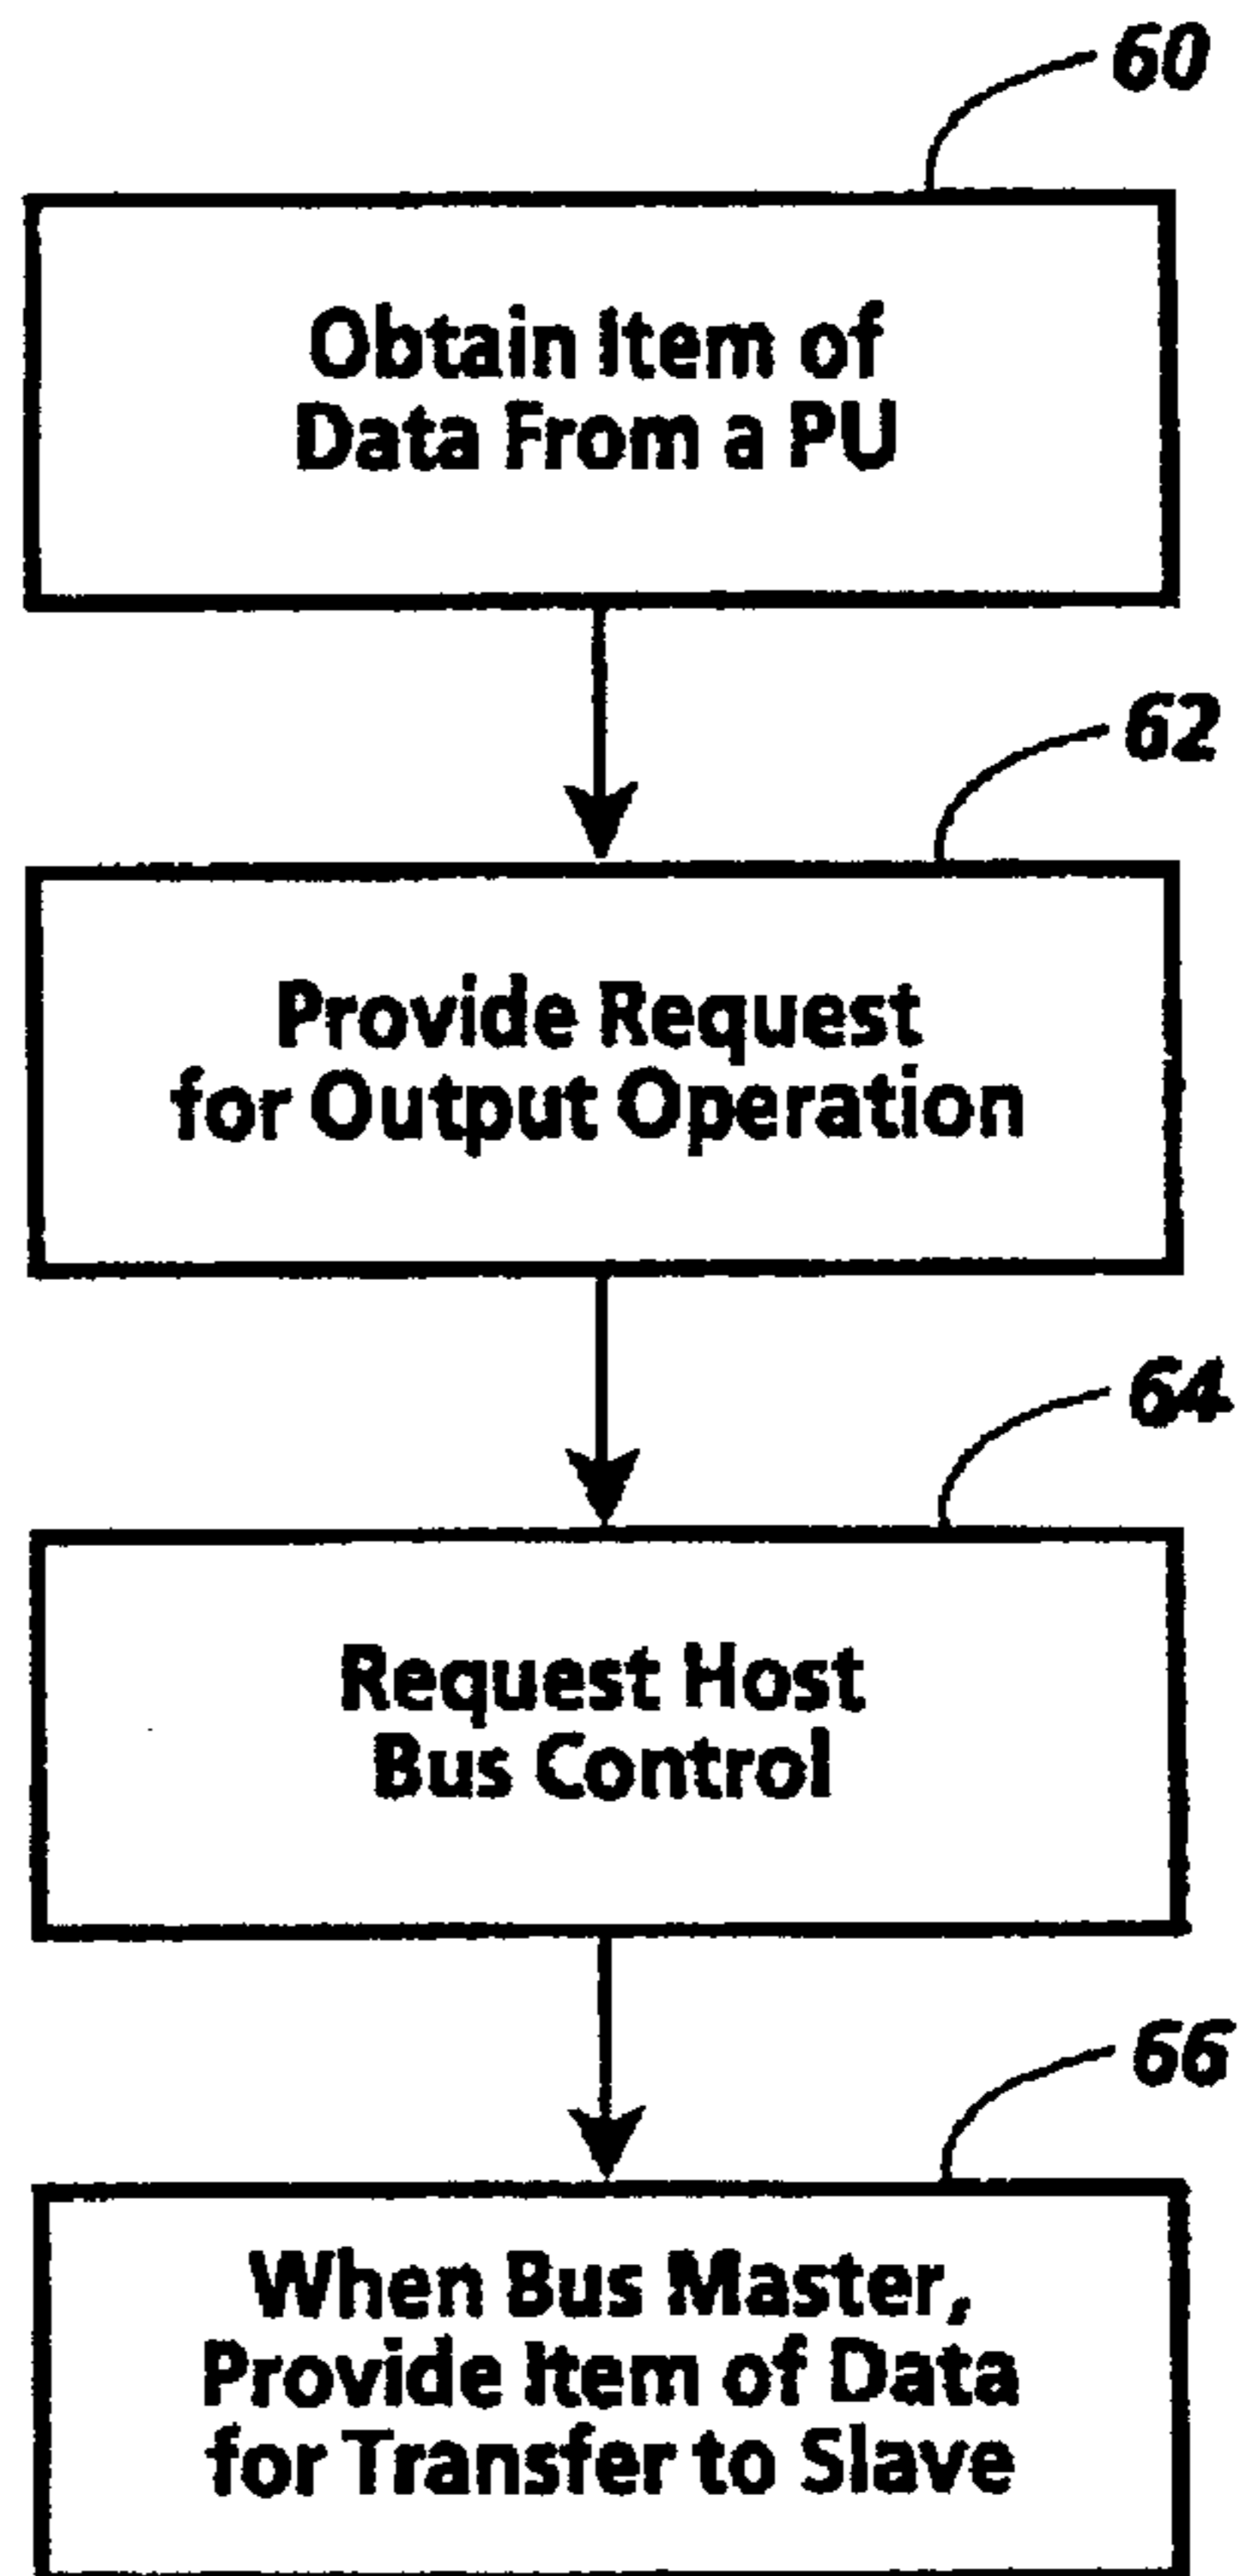 60
Obtain Item of
Data From a PU
62
Provide Request
for Output Operation
64
Request Host
Bus Control
66
When Bus Master,
Provide Item of Data
for Transfer to Slave